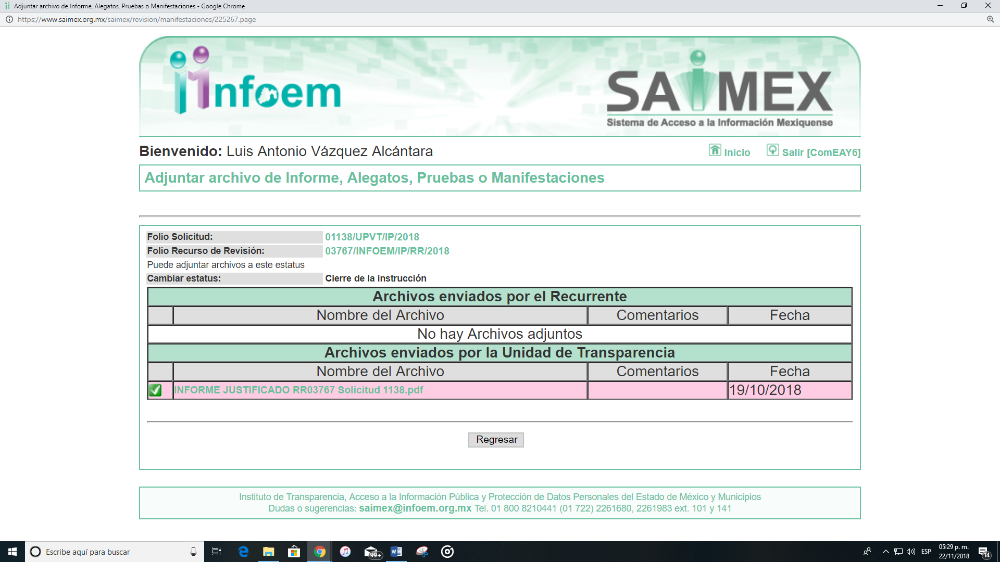 Adjuntar archivo de Informe, Alegatos, Pruebas o Manifestaciones - Google Chrome
https://www.saimex.org.mx/saimex/revision/manifestaciones/225267.page
infoem
SAIMEX
Sistema de Acceso a la Información Mexiquense
Bienvenido: Luis Antonio Vázquez Alcántara
Inicio Salir [ComEAY6]
Adjuntar archivo de Informe, Alegatos, Pruebas o Manifestaciones
Folio Solicitud: 01138/UPVT/IP/2018
Folio Recurso de Revisión: 03767/INFOEM/IP/RR/2018
Puede adjuntar archivos a este estatus
Cambiar estatus: Cierre de la instrucción
Archivos enviados por el Recurrente
Nombre del Archivo Comentarios Fecha
No hay Archivos adjuntos
Archivos enviados por la Unidad de Transparencia
Nombre del Archivo Comentarios Fecha
INFORME JUSTIFICADO RR03767 Solicitud 1138.pdf 19/10/2018
Regresar
Instituto de Transparencia, Acceso a la Información Pública y Protección de Datos Personales del Estado de México y Municipios
Dudas o sugerencias: saimex@infoem.org.mx Tel. 01 800 8210441 (01 722) 2261680, 2261983 ext. 101 y 141
Escribe aquí para buscar
99+
ESP
05:29 p. m.
22/11/2018
14